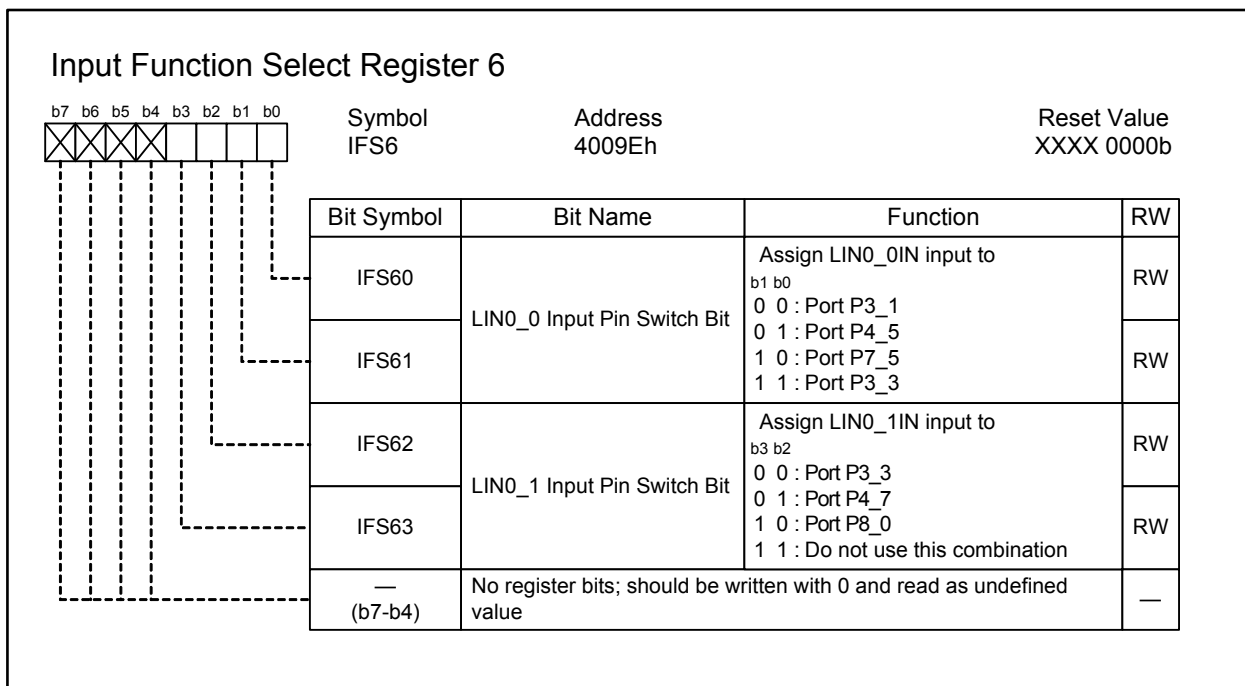 Input Function Select Register 6
b7 b6 b5 b4 b3 b2 b1 b0
Symbol Address Reset Value
IFS6 4009Eh XXXX 0000b
Bit Symbol Bit Name Function RW
IFS60
IFS61
LIN0_0 Input Pin Switch Bit
Assign LIN0_0IN input to
b1 b0
0 0 : Port P3_1
0 1 : Port P4_5
1 0 : Port P7_5
1 1 : Port P3_3
RW
RW
IFS62
IFS63
LIN0_1 Input Pin Switch Bit
Assign LIN0_1IN input to
b3 b2
0 0 : Port P3_3
0 1 : Port P4_7
1 0 : Port P8_0
1 1 : Do not use this combination
RW
RW
—
(b7-b4)
No register bits; should be written with 0 and read as undefined
value
—